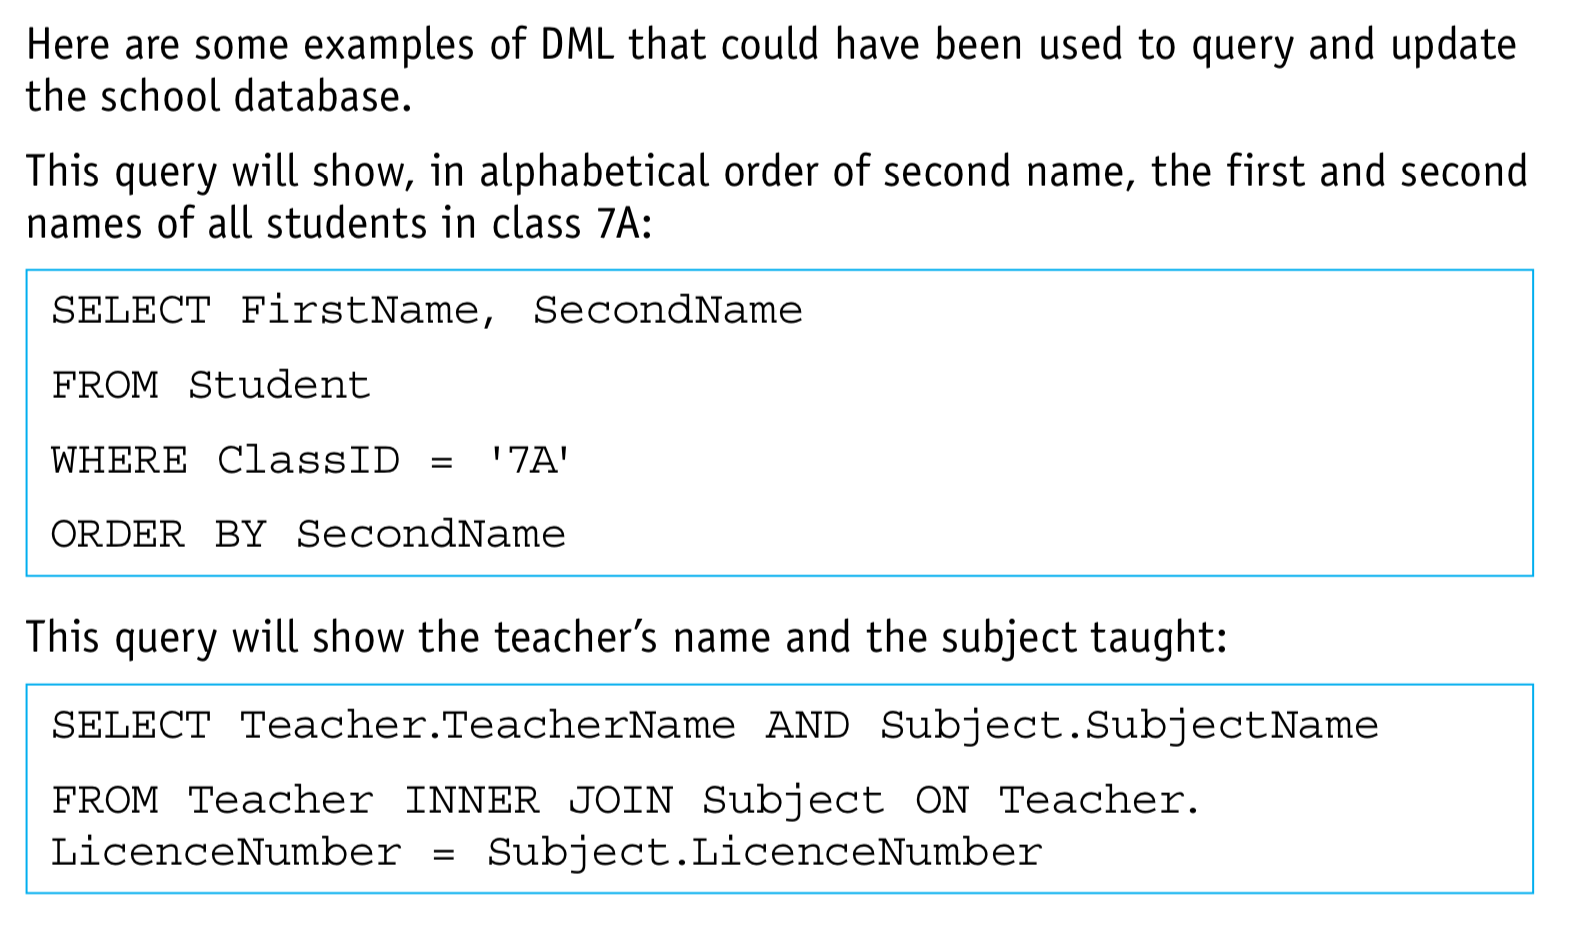 Here are some examples of DML that could have been used to query and update
the school database.
This query will show, in alphabetical order of second name, the first and second
names of all students in class 7A:
SELECT FirstName, SecondName
FROM Student
WHERE ClassID = '7A'
ORDER BY SecondName
This query will show the teacher’s name and the subject taught:
SELECT Teacher.TeacherName AND Subject.SubjectName
FROM Teacher INNER JOIN Subject ON Teacher.
LicenceNumber = Subject.LicenceNumber